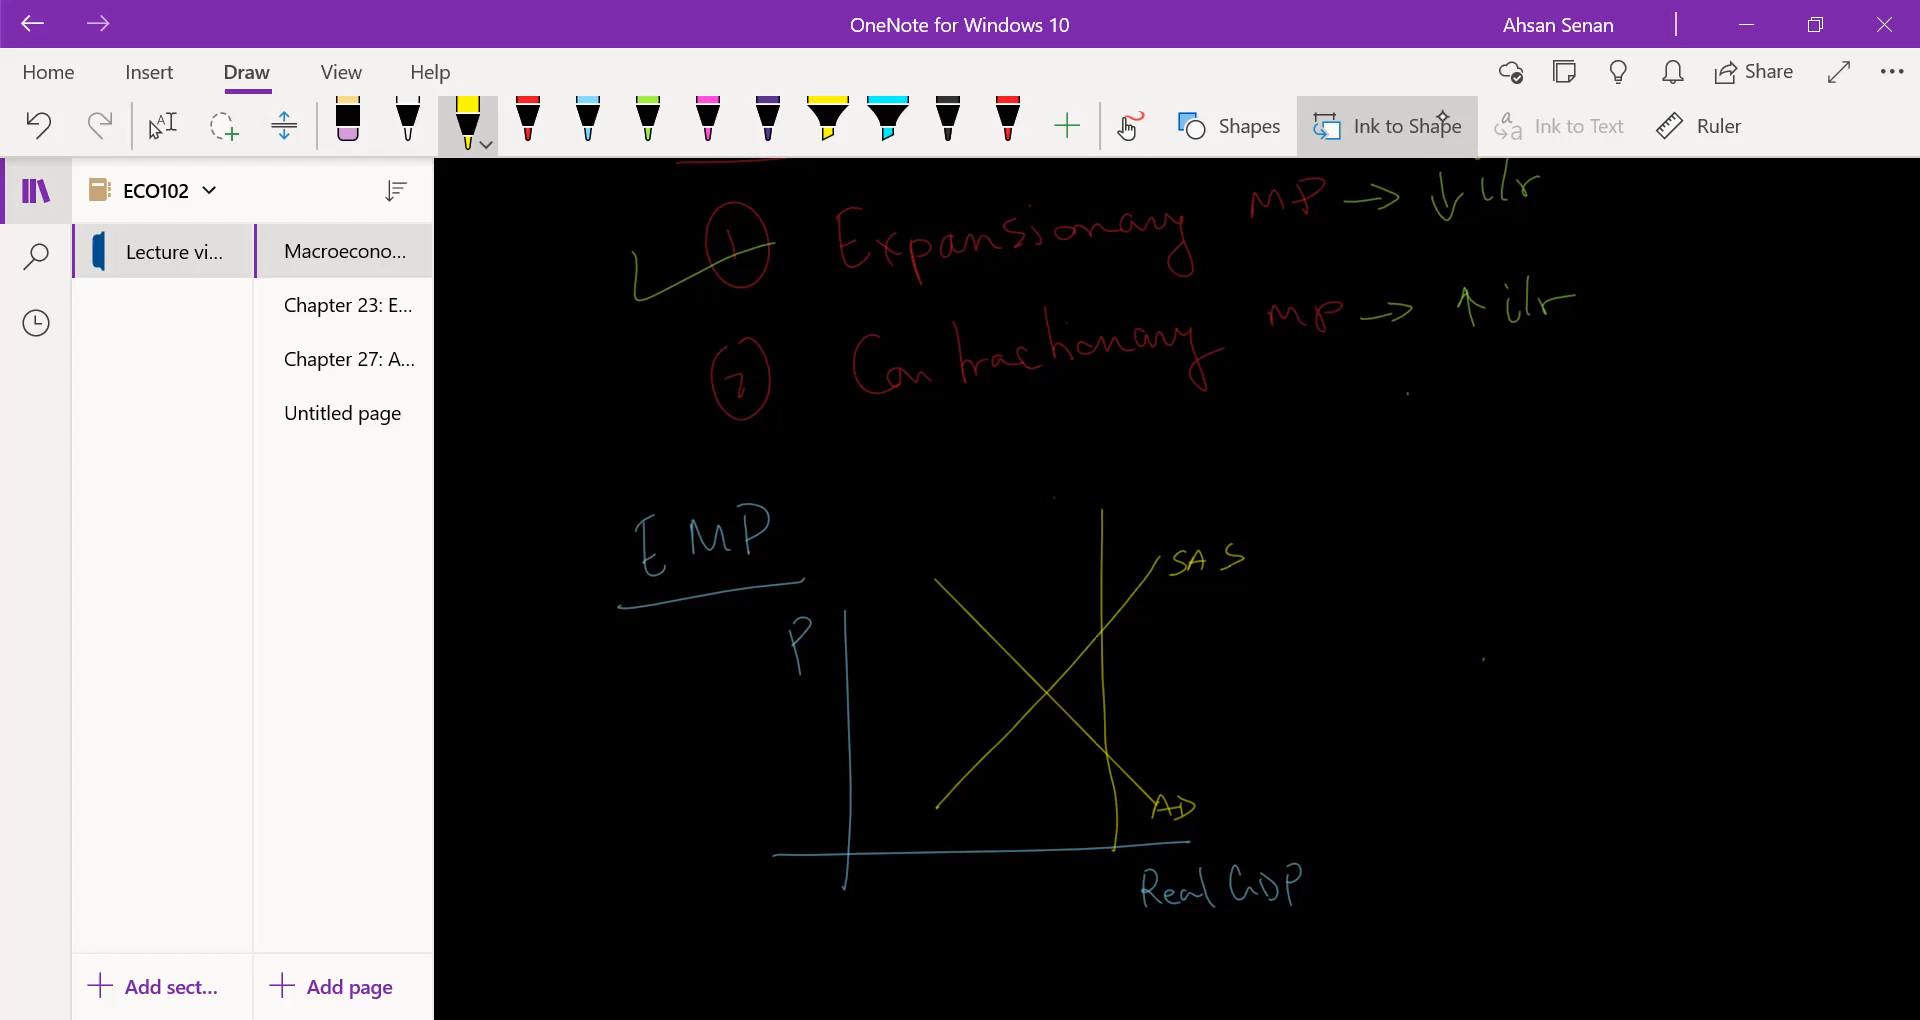 OneNote for Windows 10
Ahsan Senan
Home Insert Draw View Help
Share
Shapes Ink to Shape Ink to Text Ruler
ECO102
Lecture vi... Macroecono...
Chapter 23: E...
Chapter 27: A...
Untitled page
Add sect... Add page
1 Expansionary MP → ↓ i/r
2 Contractionary MP → ↑ i/r
EMP
P
SAS
AD
Real GDP